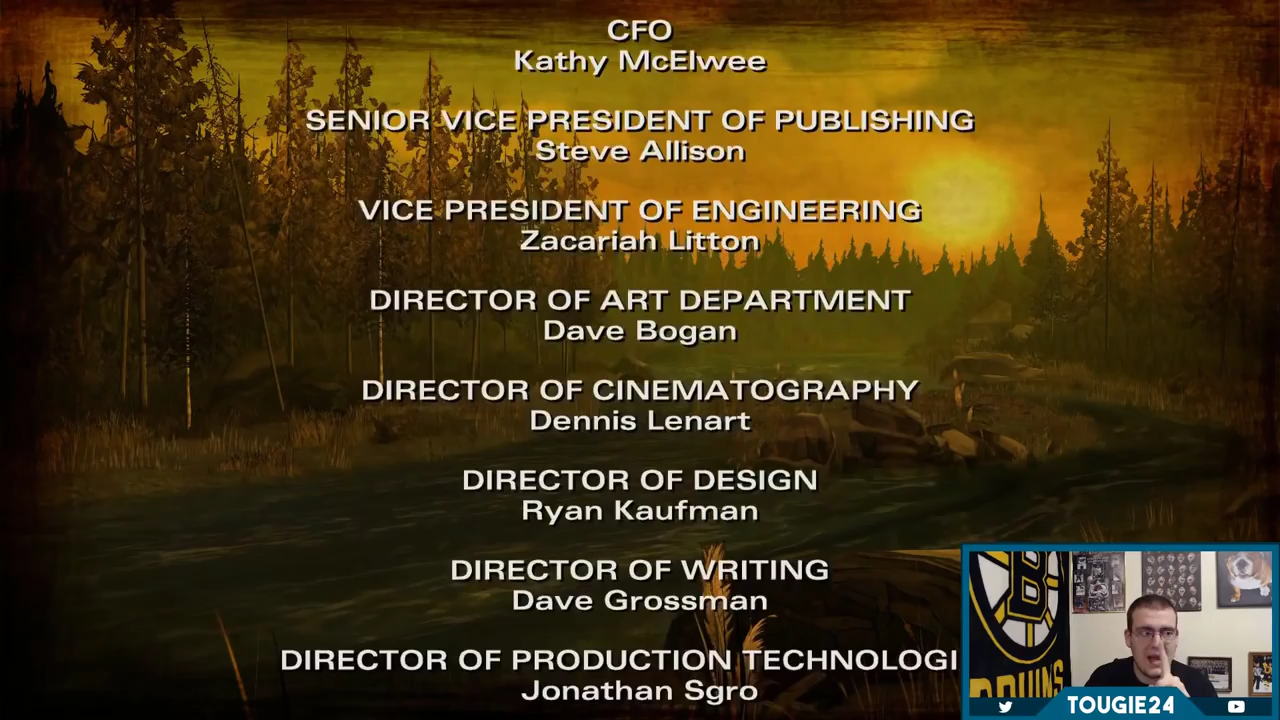 CFO
Kathy McElwee
SENIOR VICE PRESIDENT OF PUBLISHING
Steve Allison
VICE PRESIDENT OF ENGINEERING
Zacariah Litton
DIRECTOR OF ART DEPARTMENT
Dave Bogan
DIRECTOR OF CINEMATOGRAPHY
Dennis Lenart
DIRECTOR OF DESIGN
Ryan Kaufman
DIRECTOR OF WRITING
Dave Grossman
DIRECTOR OF PRODUCTION TECHNOLOGI
Jonathan Sgro
B
BRUINS
TOUGIE24